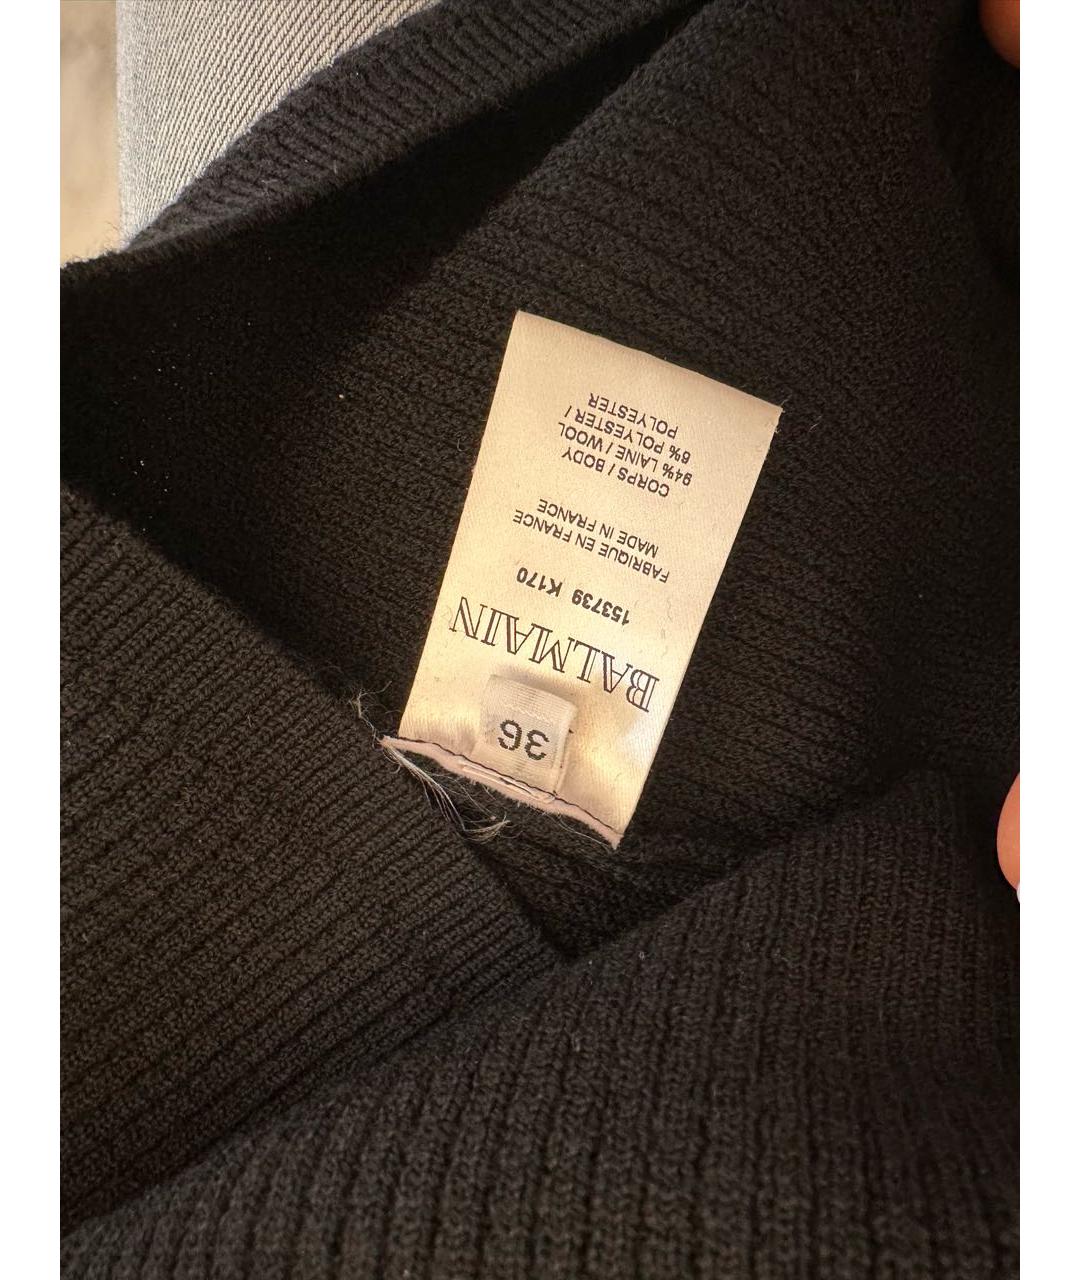 36
BALMAIN
153739 K170
FABRIQUE EN FRANCE
MADE IN FRANCE
CORPS / BODY
94% LAINE / WOOL
6% POLYESTER /
POLYESTER